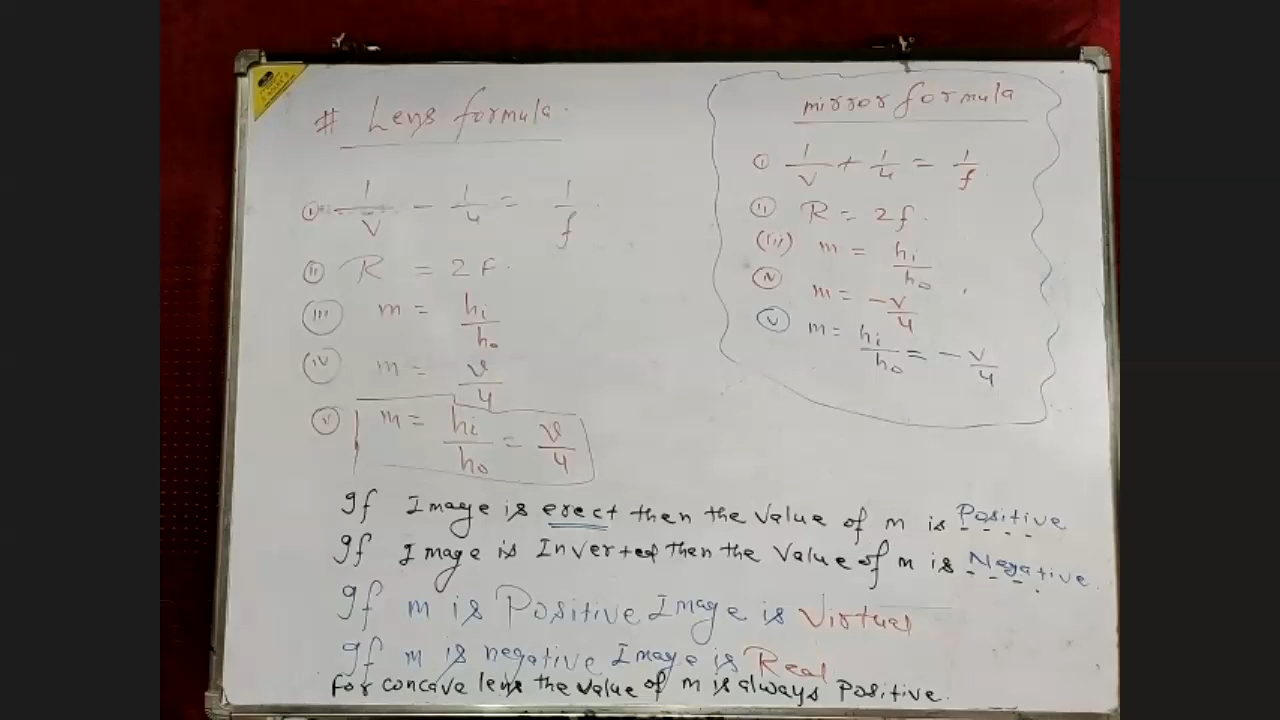 # Lens formula.
(i) 1/v - 1/u = 1/f
(ii) R = 2f.
(iii) m = hi/ho
(iv) m = v/u
(v) m = hi/ho = v/u
mirror formula
(i) 1/v + 1/u = 1/f
(ii) R = 2f.
(iii) m = hi/ho
(iv) m = -v/u
(v) m = hi/ho = -v/u
If Image is erect then the value of m is Positive
If Image is Inverted then the Value of m is Negative.
If m is Positive Image is Virtual
If m is negative Image is Real
for concave lens the value of m is always positive.